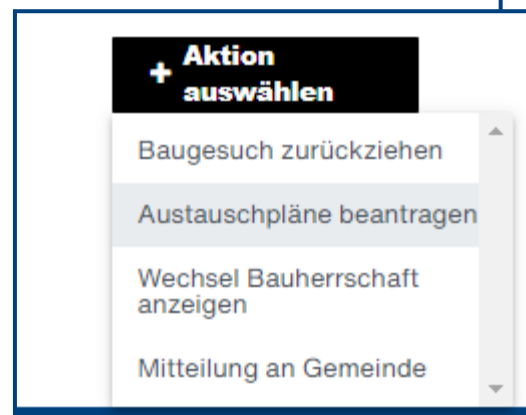 + Aktion
auswählen
Baugesuch zurückziehen
Austauschpläne beantragen
Wechsel Bauherrschaft
anzeigen
Mitteilung an Gemeinde